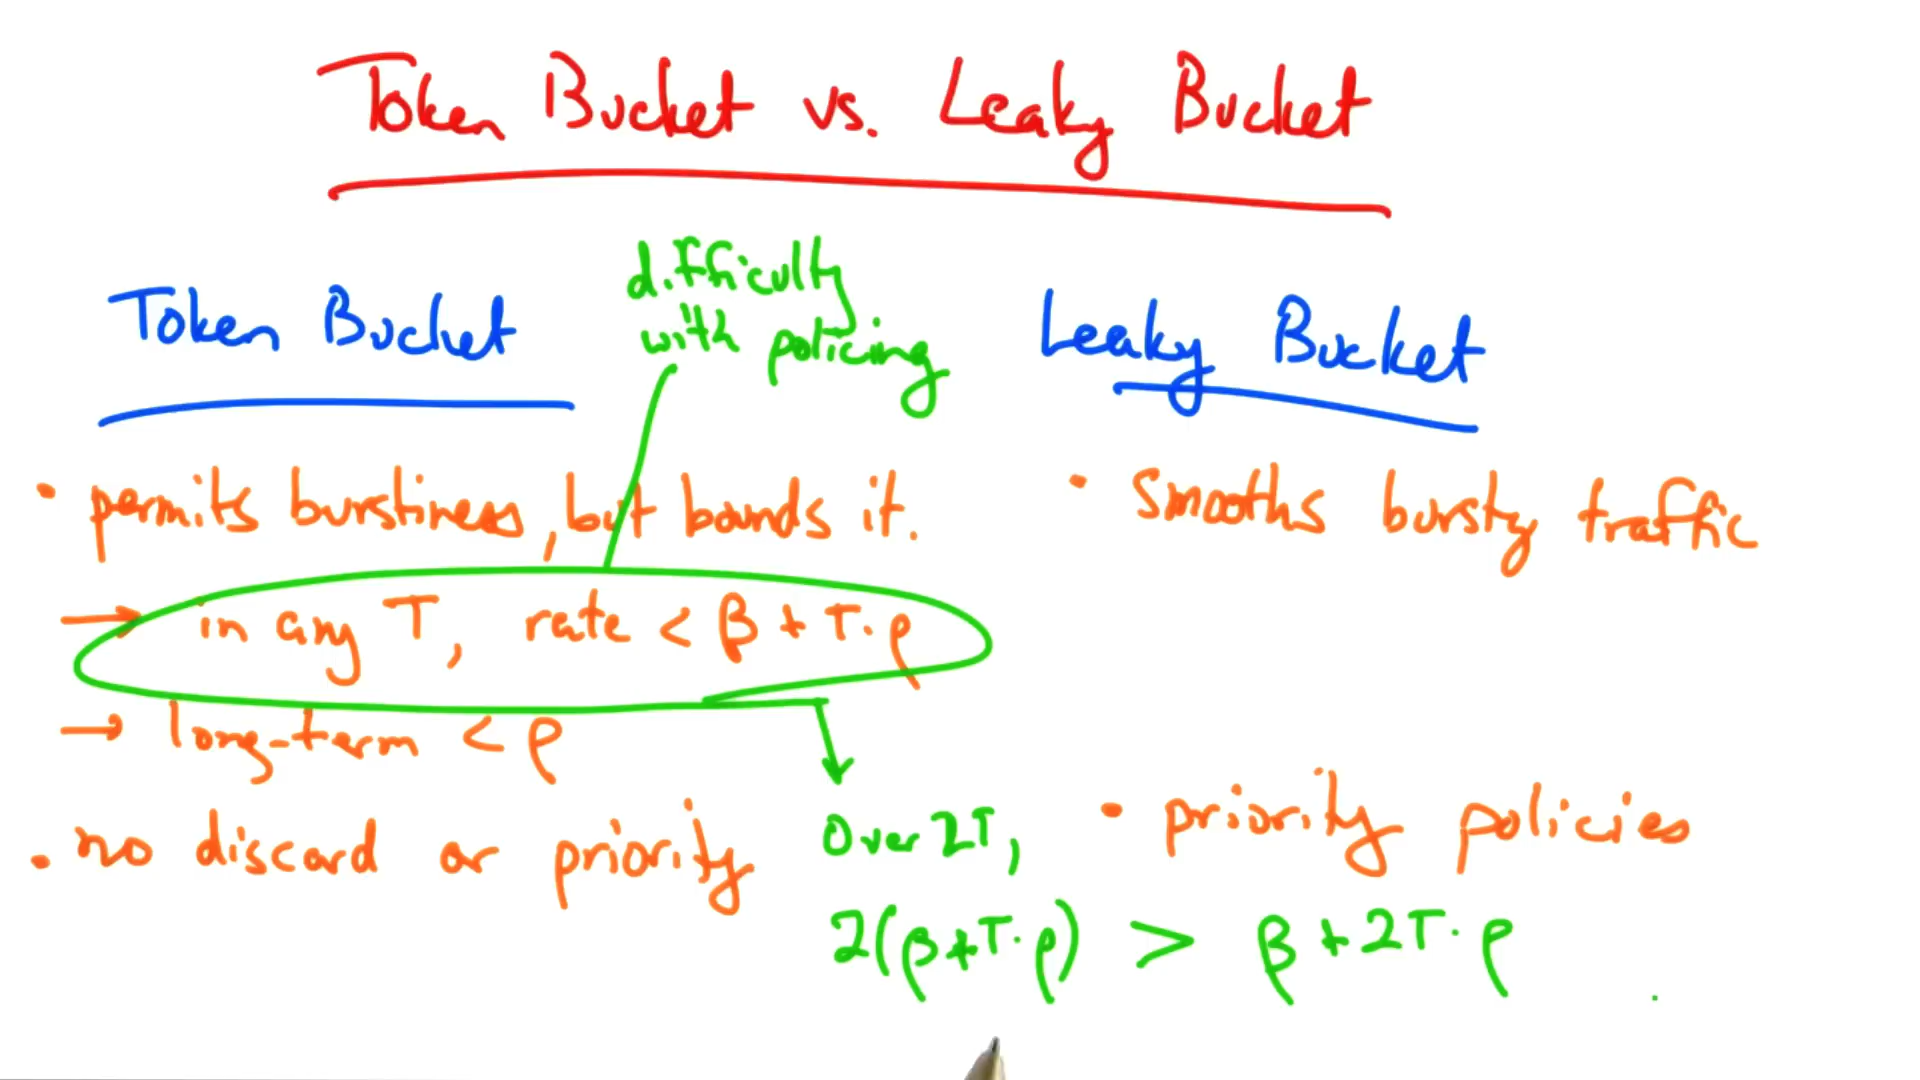 Token Bucket vs. Leaky Bucket
difficulty
with policing
Token Bucket
• permits burstiness, but bounds it.
→ in any T, rate < β + T·ρ
→ long-term < ρ
• no discard or priority
Over 2T,
2(β+T·ρ) > β+2T·ρ
Leaky Bucket
• Smooths bursty traffic
• priority policies